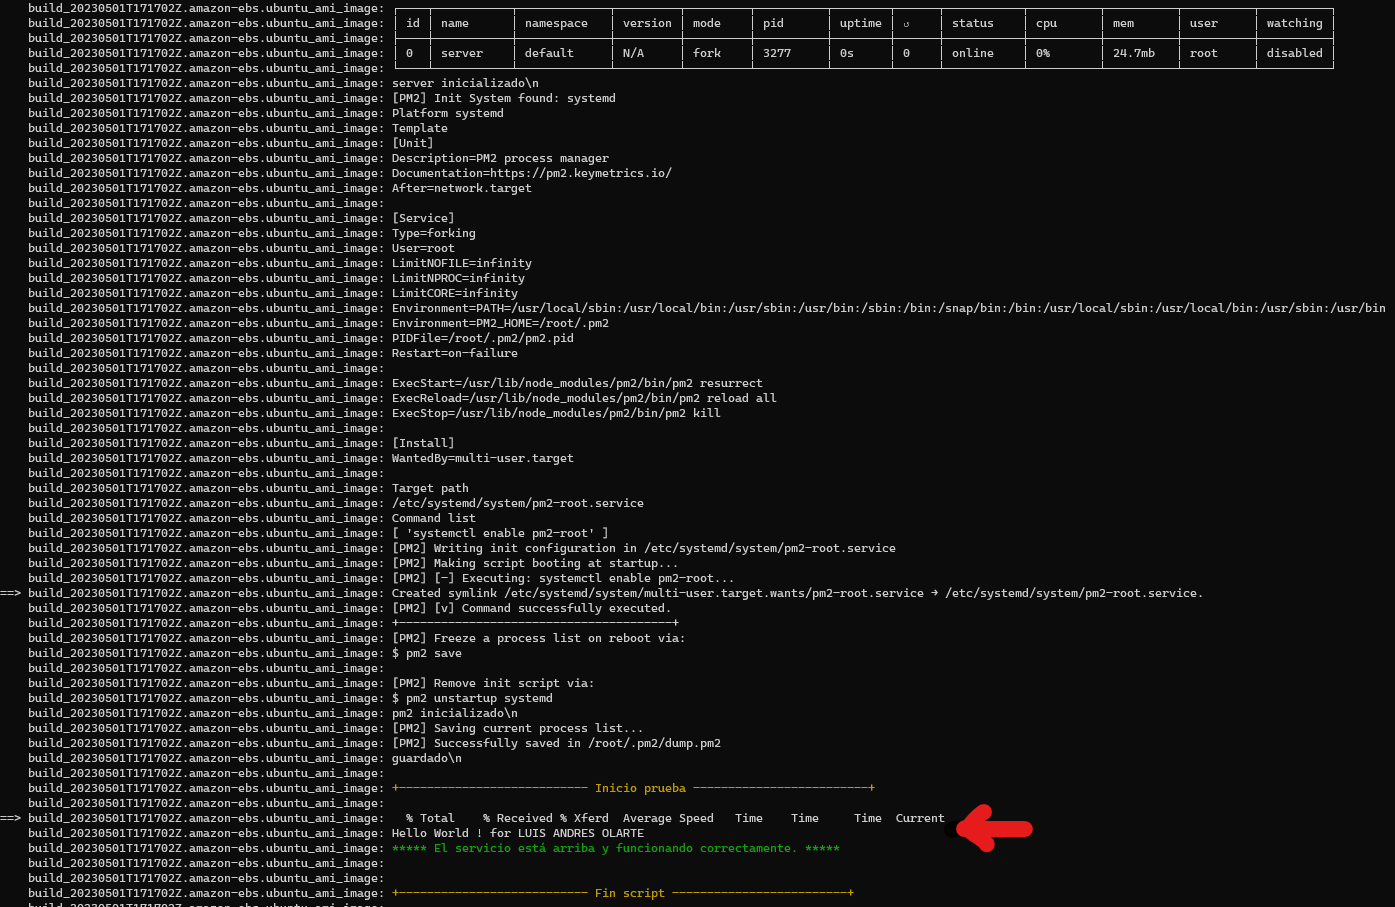 build_20230501T171702Z.amazon-ebs.ubuntu_ami_image:
build_20230501T171702Z.amazon-ebs.ubuntu_ami_image: │ id │ name │ namespace │ version │ mode │ pid │ uptime │ ↺ │ status │ cpu │ mem │ user │ watching │
build_20230501T171702Z.amazon-ebs.ubuntu_ami_image:
build_20230501T171702Z.amazon-ebs.ubuntu_ami_image: │ 0 │ server │ default │ N/A │ fork │ 3277 │ 0s │ 0 │ online │ 0% │ 24.7mb │ root │ disabled │
build_20230501T171702Z.amazon-ebs.ubuntu_ami_image:
build_20230501T171702Z.amazon-ebs.ubuntu_ami_image: server inicializado\n
build_20230501T171702Z.amazon-ebs.ubuntu_ami_image: [PM2] Init System found: systemd
build_20230501T171702Z.amazon-ebs.ubuntu_ami_image: Platform systemd
build_20230501T171702Z.amazon-ebs.ubuntu_ami_image: Template
build_20230501T171702Z.amazon-ebs.ubuntu_ami_image: [Unit]
build_20230501T171702Z.amazon-ebs.ubuntu_ami_image: Description=PM2 process manager
build_20230501T171702Z.amazon-ebs.ubuntu_ami_image: Documentation=https://pm2.keymetrics.io/
build_20230501T171702Z.amazon-ebs.ubuntu_ami_image: After=network.target
build_20230501T171702Z.amazon-ebs.ubuntu_ami_image:
build_20230501T171702Z.amazon-ebs.ubuntu_ami_image: [Service]
build_20230501T171702Z.amazon-ebs.ubuntu_ami_image: Type=forking
build_20230501T171702Z.amazon-ebs.ubuntu_ami_image: User=root
build_20230501T171702Z.amazon-ebs.ubuntu_ami_image: LimitNOFILE=infinity
build_20230501T171702Z.amazon-ebs.ubuntu_ami_image: LimitNPROC=infinity
build_20230501T171702Z.amazon-ebs.ubuntu_ami_image: LimitCORE=infinity
build_20230501T171702Z.amazon-ebs.ubuntu_ami_image: Environment=PATH=/usr/local/sbin:/usr/local/bin:/usr/sbin:/usr/bin:/sbin:/bin:/snap/bin:/bin:/usr/local/sbin:/usr/local/bin:/usr/sbin:/usr/bin
build_20230501T171702Z.amazon-ebs.ubuntu_ami_image: Environment=PM2_HOME=/root/.pm2
build_20230501T171702Z.amazon-ebs.ubuntu_ami_image: PIDFile=/root/.pm2/pm2.pid
build_20230501T171702Z.amazon-ebs.ubuntu_ami_image: Restart=on-failure
build_20230501T171702Z.amazon-ebs.ubuntu_ami_image:
build_20230501T171702Z.amazon-ebs.ubuntu_ami_image: ExecStart=/usr/lib/node_modules/pm2/bin/pm2 resurrect
build_20230501T171702Z.amazon-ebs.ubuntu_ami_image: ExecReload=/usr/lib/node_modules/pm2/bin/pm2 reload all
build_20230501T171702Z.amazon-ebs.ubuntu_ami_image: ExecStop=/usr/lib/node_modules/pm2/bin/pm2 kill
build_20230501T171702Z.amazon-ebs.ubuntu_ami_image:
build_20230501T171702Z.amazon-ebs.ubuntu_ami_image: [Install]
build_20230501T171702Z.amazon-ebs.ubuntu_ami_image: WantedBy=multi-user.target
build_20230501T171702Z.amazon-ebs.ubuntu_ami_image:
build_20230501T171702Z.amazon-ebs.ubuntu_ami_image: Target path
build_20230501T171702Z.amazon-ebs.ubuntu_ami_image: /etc/systemd/system/pm2-root.service
build_20230501T171702Z.amazon-ebs.ubuntu_ami_image: Command list
build_20230501T171702Z.amazon-ebs.ubuntu_ami_image: [ 'systemctl enable pm2-root' ]
build_20230501T171702Z.amazon-ebs.ubuntu_ami_image: [PM2] Writing init configuration in /etc/systemd/system/pm2-root.service
build_20230501T171702Z.amazon-ebs.ubuntu_ami_image: [PM2] Making script booting at startup...
build_20230501T171702Z.amazon-ebs.ubuntu_ami_image: [PM2] [-] Executing: systemctl enable pm2-root...
==> build_20230501T171702Z.amazon-ebs.ubuntu_ami_image: Created symlink /etc/systemd/system/multi-user.target.wants/pm2-root.service → /etc/systemd/system/pm2-root.service.
build_20230501T171702Z.amazon-ebs.ubuntu_ami_image: [PM2] [v] Command successfully executed.
build_20230501T171702Z.amazon-ebs.ubuntu_ami_image: +---------------------------------------+
build_20230501T171702Z.amazon-ebs.ubuntu_ami_image: [PM2] Freeze a process list on reboot via:
build_20230501T171702Z.amazon-ebs.ubuntu_ami_image: $ pm2 save
build_20230501T171702Z.amazon-ebs.ubuntu_ami_image:
build_20230501T171702Z.amazon-ebs.ubuntu_ami_image: [PM2] Remove init script via:
build_20230501T171702Z.amazon-ebs.ubuntu_ami_image: $ pm2 unstartup systemd
build_20230501T171702Z.amazon-ebs.ubuntu_ami_image: pm2 inicializado\n
build_20230501T171702Z.amazon-ebs.ubuntu_ami_image: [PM2] Saving current process list...
build_20230501T171702Z.amazon-ebs.ubuntu_ami_image: [PM2] Successfully saved in /root/.pm2/dump.pm2
build_20230501T171702Z.amazon-ebs.ubuntu_ami_image: guardado\n
build_20230501T171702Z.amazon-ebs.ubuntu_ami_image:
build_20230501T171702Z.amazon-ebs.ubuntu_ami_image: +--------------------------- Inicio prueba -------------------------+
build_20230501T171702Z.amazon-ebs.ubuntu_ami_image:
==> build_20230501T171702Z.amazon-ebs.ubuntu_ami_image: % Total % Received % Xferd Average Speed Time Time Time Current
build_20230501T171702Z.amazon-ebs.ubuntu_ami_image: Hello World ! for LUIS ANDRES OLARTE
build_20230501T171702Z.amazon-ebs.ubuntu_ami_image: ***** El servicio está arriba y funcionando correctamente. *****
build_20230501T171702Z.amazon-ebs.ubuntu_ami_image:
build_20230501T171702Z.amazon-ebs.ubuntu_ami_image:
build_20230501T171702Z.amazon-ebs.ubuntu_ami_image: +--------------------------- Fin script -------------------------+